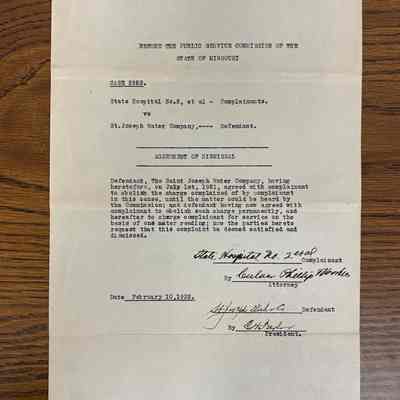 BEFORE THE PUBLIC SERVICE COMMISSION OF THE
STATE OF MISSOURI
CASE
State Hospital No.2, et al - Complainants.
vs
St.Joseph Water Company,---- Defendant.
AGREEMENT OF DISMISSAL
Defendant, The Saint Joseph Water Company, having
heretofore, on July 1st, 1921, agreed with complainant
to abolish the charge complained of by complainant
in this cause, until the matter could be heard by
the Commission; and defendant having now agreed with
complainant to abolish such charge permanently, and
hereafter to charge complainant for service on the
basis of one meter reading; now the parties hereto
request that this complaint be deemed satisfied and
dismissed.
State Hospital No. 2
Complainant
By Culver Phillip
Attorney
Date February 10, 1922.
St Joseph Defendant
By
President.